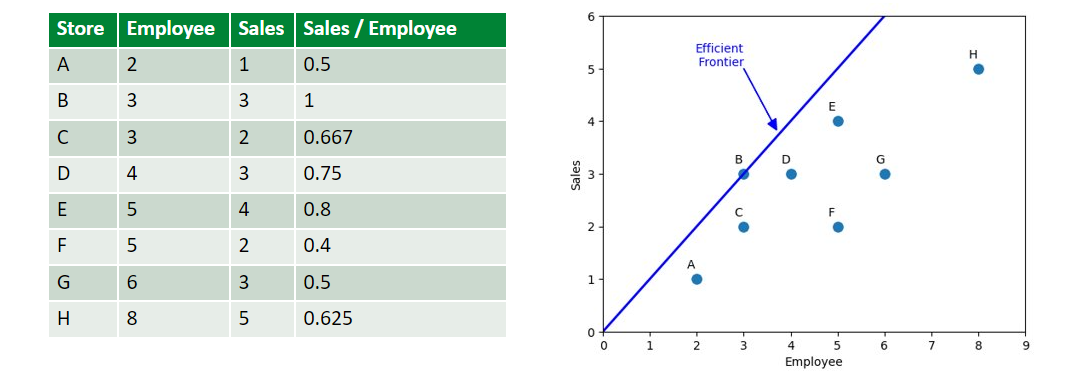 Store Employee Sales Sales / Employee
A 2 1 0.5
B 3 3 1
C 3 2 0.667
D 4 3 0.75
E 5 4 0.8
F 5 2 0.4
G 6 3 0.5
H 8 5 0.625
6
5
4
3
2
1
0
Sales
Efficient
Frontier
H
E
B D G
C F
A
0 1 2 3 4 5 6 7 8 9
Employee